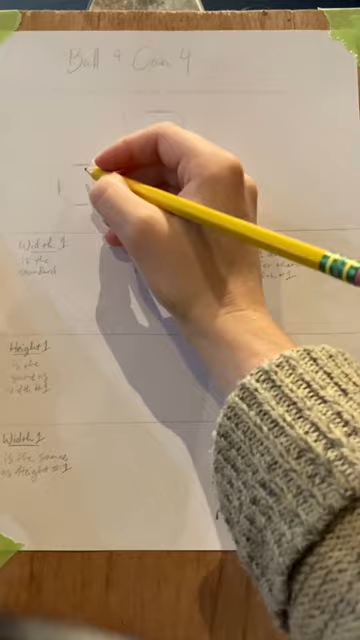 Ball & Can 4
Width 1
is the
standard
Height 1
is the
same as
width #1
Width 1
is the same
as Height #1